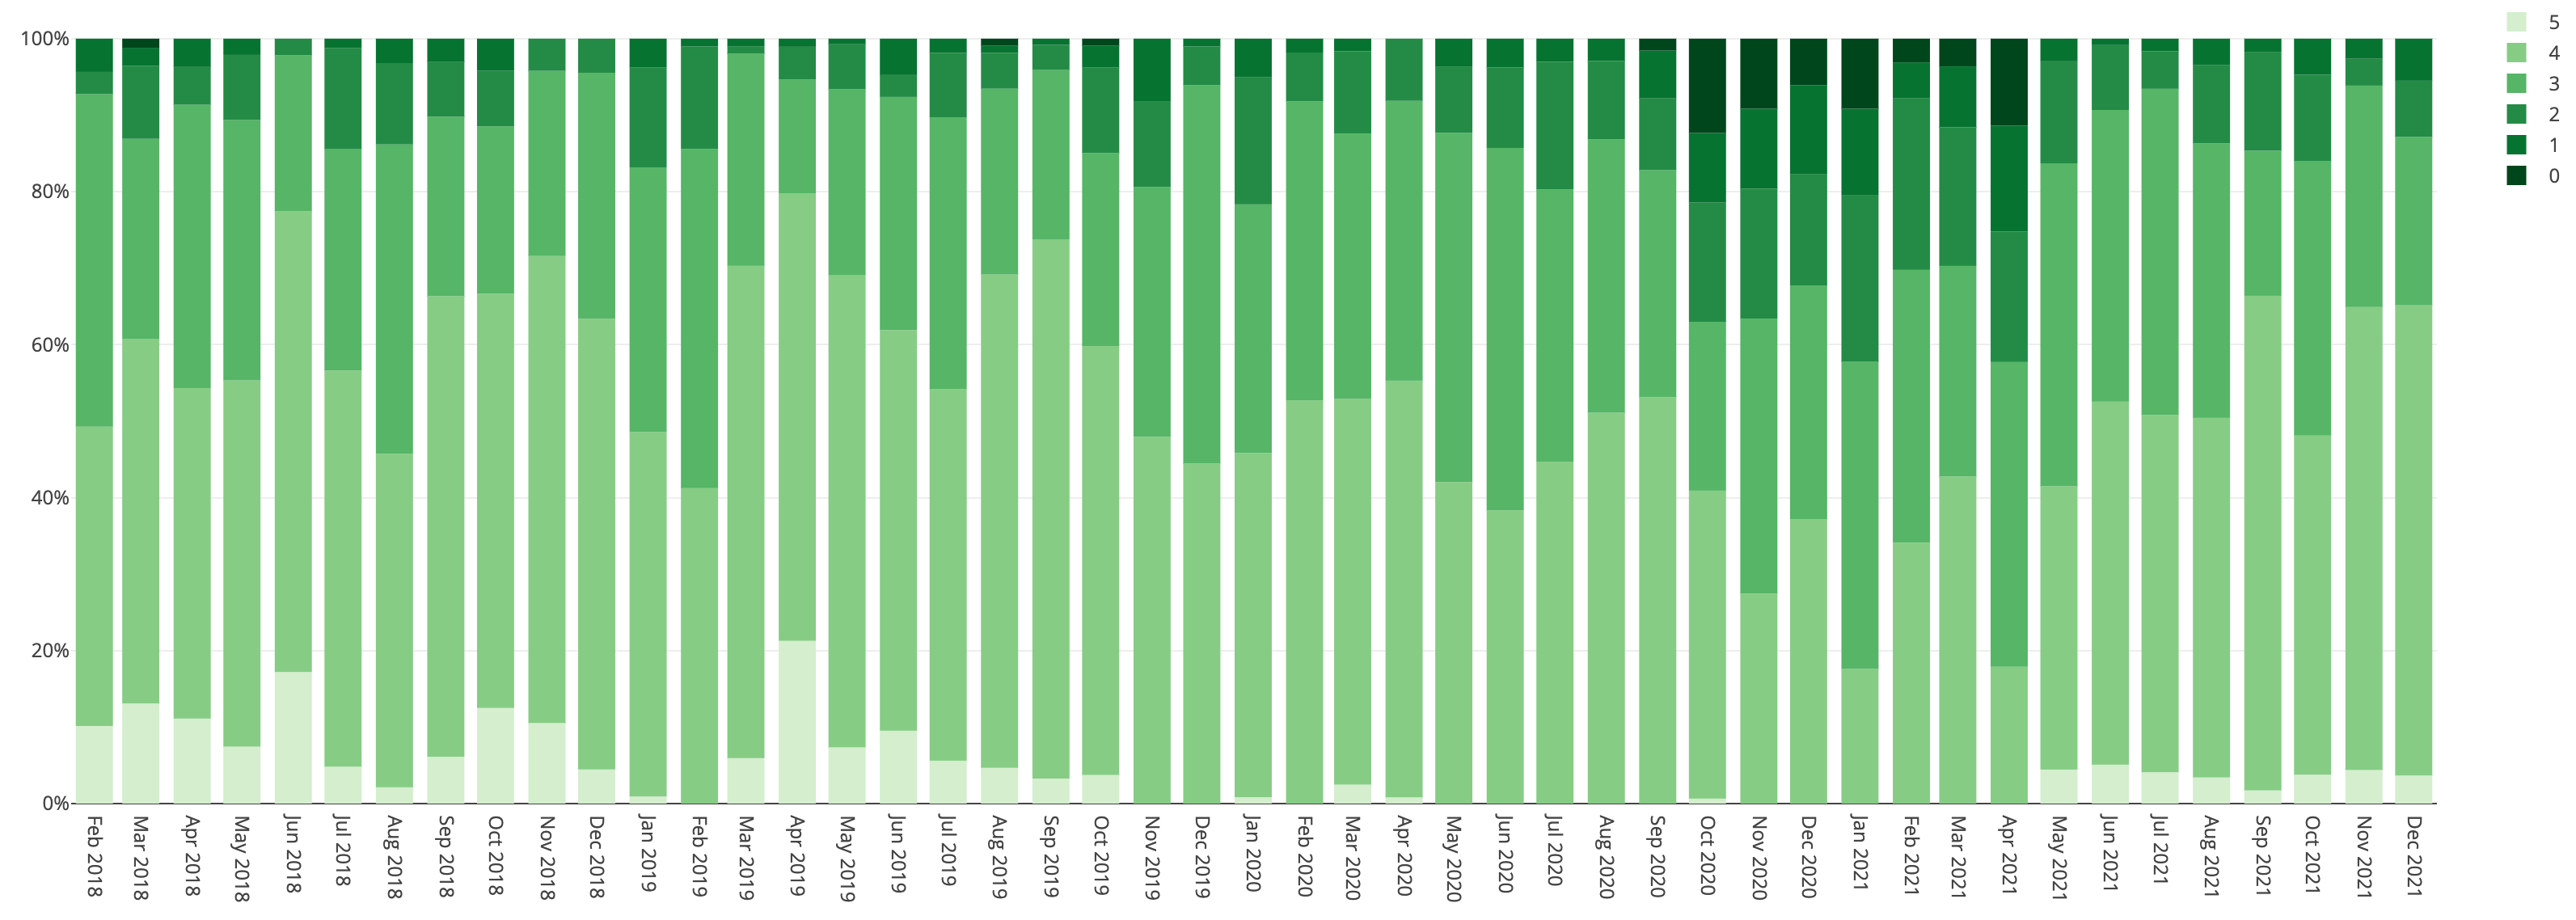 100%
80%
60%
40%
20%
0%
Feb 2018
Mar 2018
Apr 2018
May 2018
Jun 2018
Jul 2018
Aug 2018
Sep 2018
Oct 2018
Nov 2018
Dec 2018
Jan 2019
Feb 2019
Mar 2019
Apr 2019
May 2019
Jun 2019
Jul 2019
Aug 2019
Sep 2019
Oct 2019
Nov 2019
Dec 2019
Jan 2020
Feb 2020
Mar 2020
Apr 2020
May 2020
Jun 2020
Jul 2020
Aug 2020
Sep 2020
Oct 2020
Nov 2020
Dec 2020
Jan 2021
Feb 2021
Mar 2021
Apr 2021
May 2021
Jun 2021
Jul 2021
Aug 2021
Sep 2021
Oct 2021
Nov 2021
Dec 2021
5
4
3
2
1
0